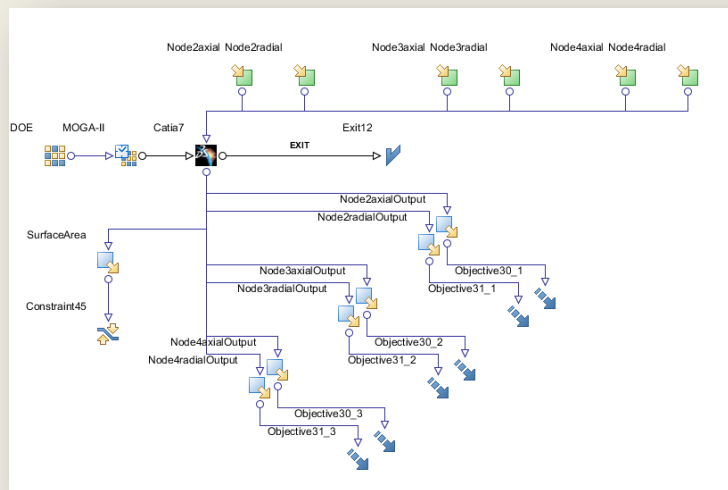 Node2axial Node2radial Node3axial Node3radial Node4axial Node4radial
DOE MOGA-II Catia7 Exit12
EXIT
Node2axialOutput
Node2radialOutput
SurfaceArea
Node3axialOutput Objective30_1
Node3radialOutput Objective31_1
Constraint45
Node4axialOutput Objective30_2
Node4radialOutput Objective31_2
Objective30_3
Objective31_3